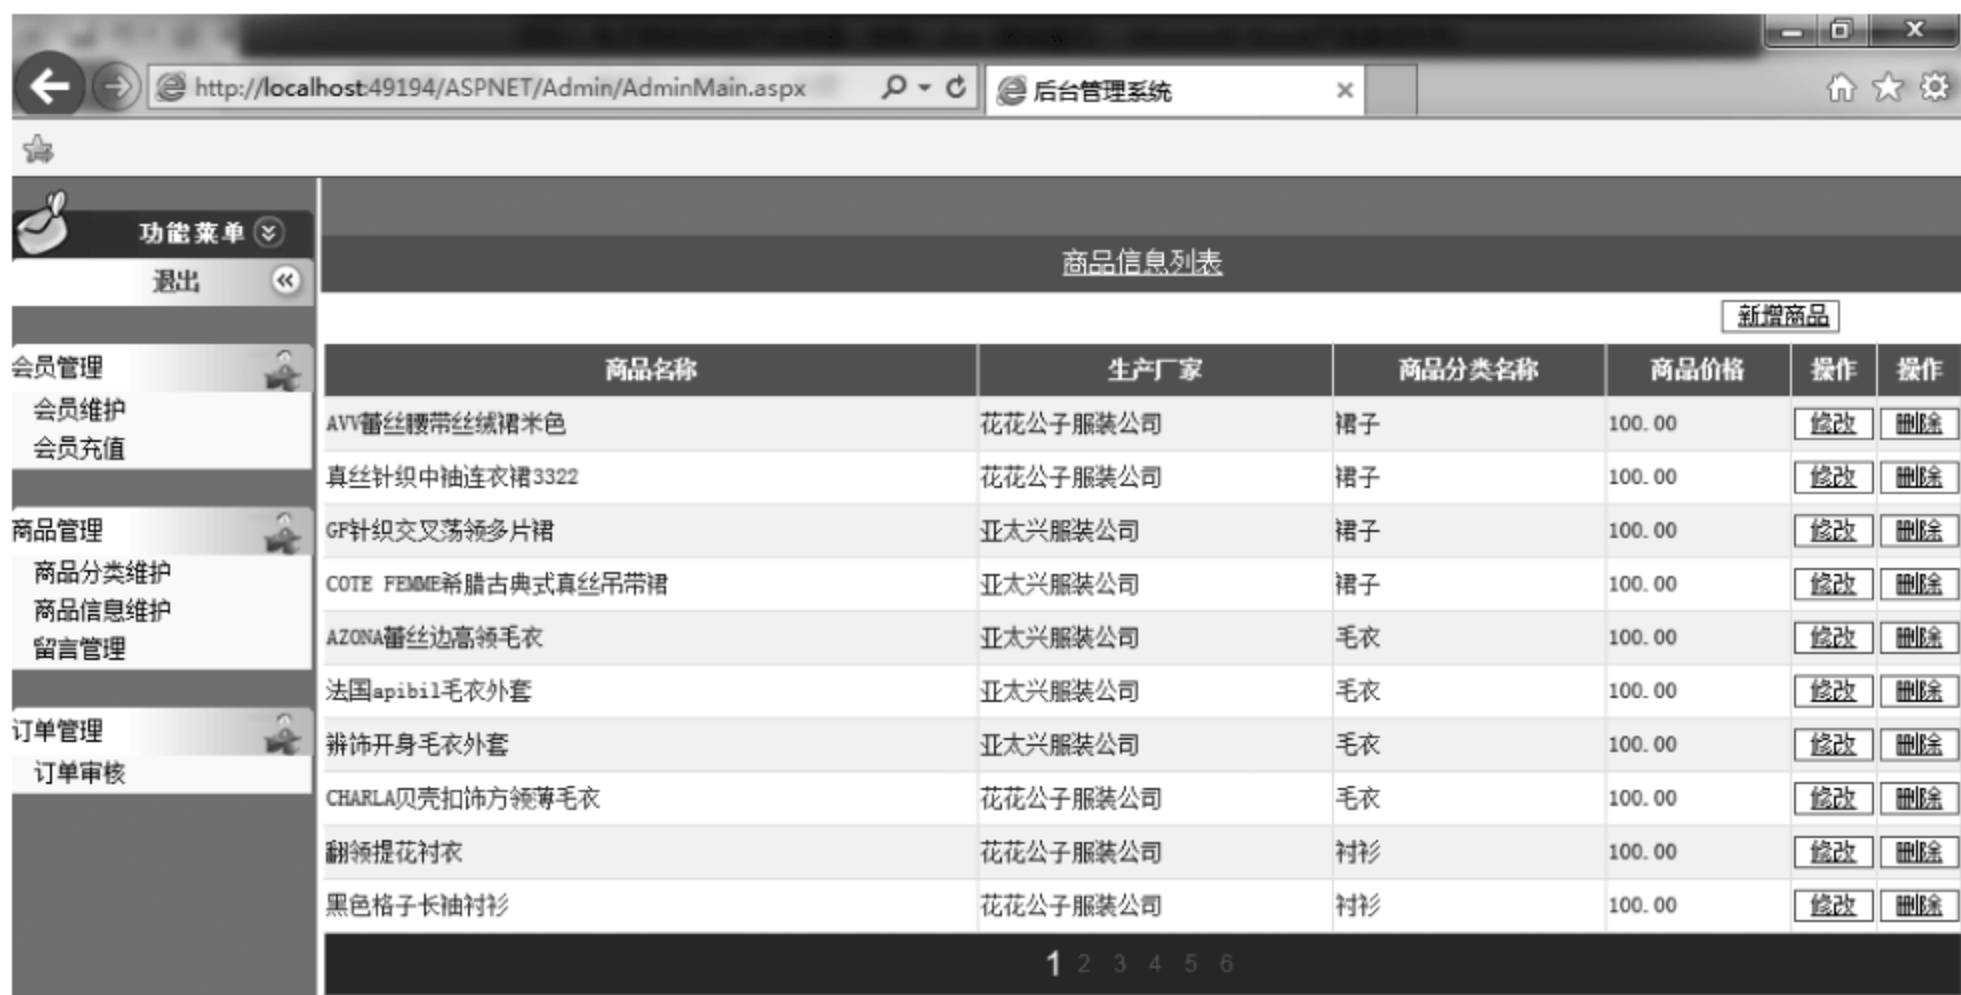 http://localhost:49194/ASPNET/Admin/AdminMain.aspx
后台管理系统
功能菜单
退出
会员管理
会员维护
会员充值
商品管理
商品分类维护
商品信息维护
留言管理
订单管理
订单审核
商品信息列表
新增商品
商品名称 生产厂家 商品分类名称 商品价格 操作 操作
AVV蕾丝腰带丝绒裙米色 花花公子服装公司 裙子 100.00 修改 删除
真丝针织中袖连衣裙3322 花花公子服装公司 裙子 100.00 修改 删除
GF针织交叉荡领多片裙 亚太兴服装公司 裙子 100.00 修改 删除
COTE FEMME希腊古典式真丝吊带裙 亚太兴服装公司 裙子 100.00 修改 删除
AZONA蕾丝边高领毛衣 亚太兴服装公司 毛衣 100.00 修改 删除
法国apibil毛衣外套 亚太兴服装公司 毛衣 100.00 修改 删除
辫饰开身毛衣外套 亚太兴服装公司 毛衣 100.00 修改 删除
CHARLA贝壳扣饰方领薄毛衣 花花公子服装公司 毛衣 100.00 修改 删除
翻领提花衬衣 花花公子服装公司 衬衫 100.00 修改 删除
黑色格子长袖衬衫 花花公子服装公司 衬衫 100.00 修改 删除
1 2 3 4 5 6